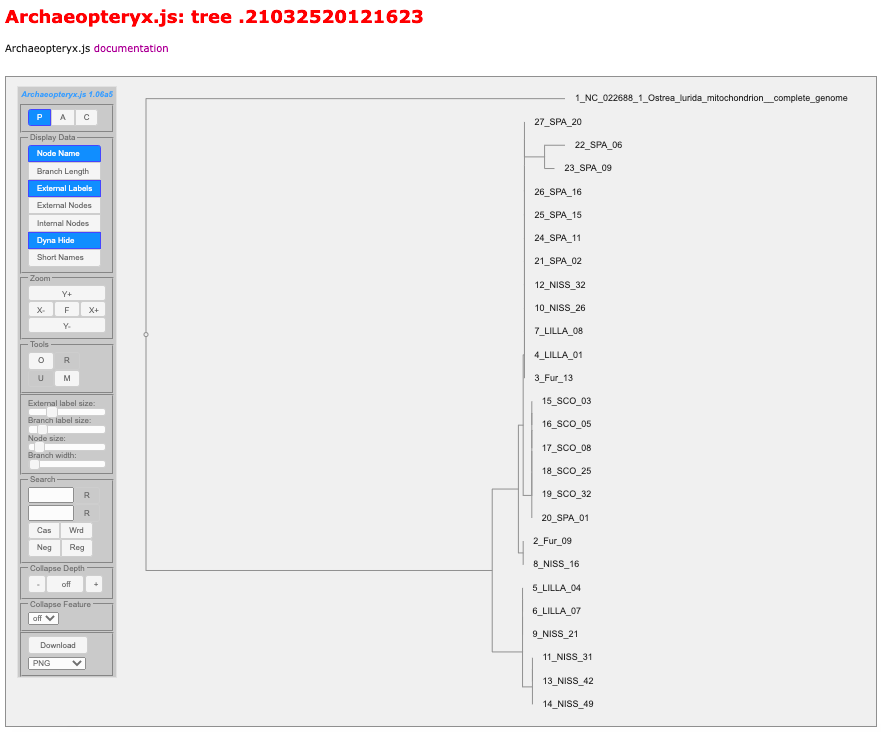 Archaeopteryx.js: tree .21032520121623
Archaeopteryx.js documentation
Archaeopteryx.js 1.06a5
P A C
Display Data
Node Name
Branch Length
External Labels
External Nodes
Internal Nodes
Dyna Hide
Short Names
Zoom
Y+
X- F X+
Y-
Tools
O R
U M
External label size:
Branch label size:
Node size:
Branch width:
Search
R
R
Cas Wrd
Neg Reg
Collapse Depth
- off +
Collapse Feature
off
Download
PNG
1_NC_022688_1_Ostrea_lurida_mitochondrion__complete_genome
27_SPA_20
22_SPA_06
23_SPA_09
26_SPA_16
25_SPA_15
24_SPA_11
21_SPA_02
12_NISS_32
10_NISS_26
7_LILLA_08
4_LILLA_01
3_Fur_13
15_SCO_03
16_SCO_05
17_SCO_08
18_SCO_25
19_SCO_32
20_SPA_01
2_Fur_09
8_NISS_16
5_LILLA_04
6_LILLA_07
9_NISS_21
11_NISS_31
13_NISS_42
14_NISS_49